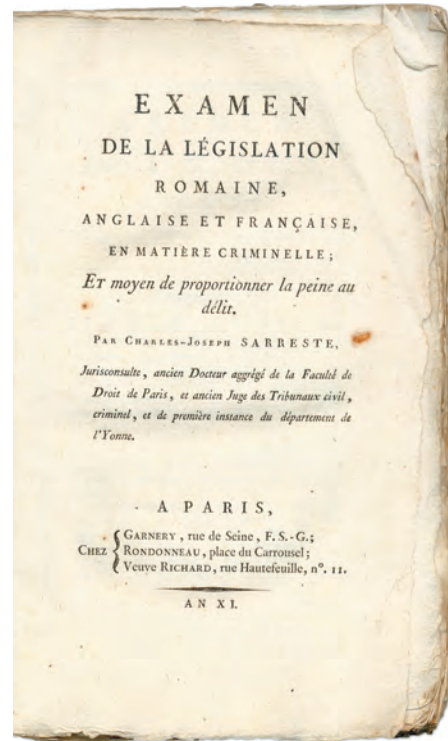 EXAMEN
DE LA LÉGISLATION
ROMAINE,
ANGLAISE ET FRANÇAISE,
EN MATIÈRE CRIMINELLE;
Et moyen de proportionner la peine au
délit.
Par Charles-Joseph SARRESTE,
Jurisconsulte, ancien Docteur aggrégé de la Faculté de
Droit de Paris, et ancien Juge des Tribunaux civil,
criminel, et de première instance du département de
l'Yonne.
A PARIS,
Chez
Garnery, rue de Seine, F. S.-G.;
Rondonneau, place du Carrousel;
Veuve Richard, rue Hautefeuille, n°. 11.
AN XI.